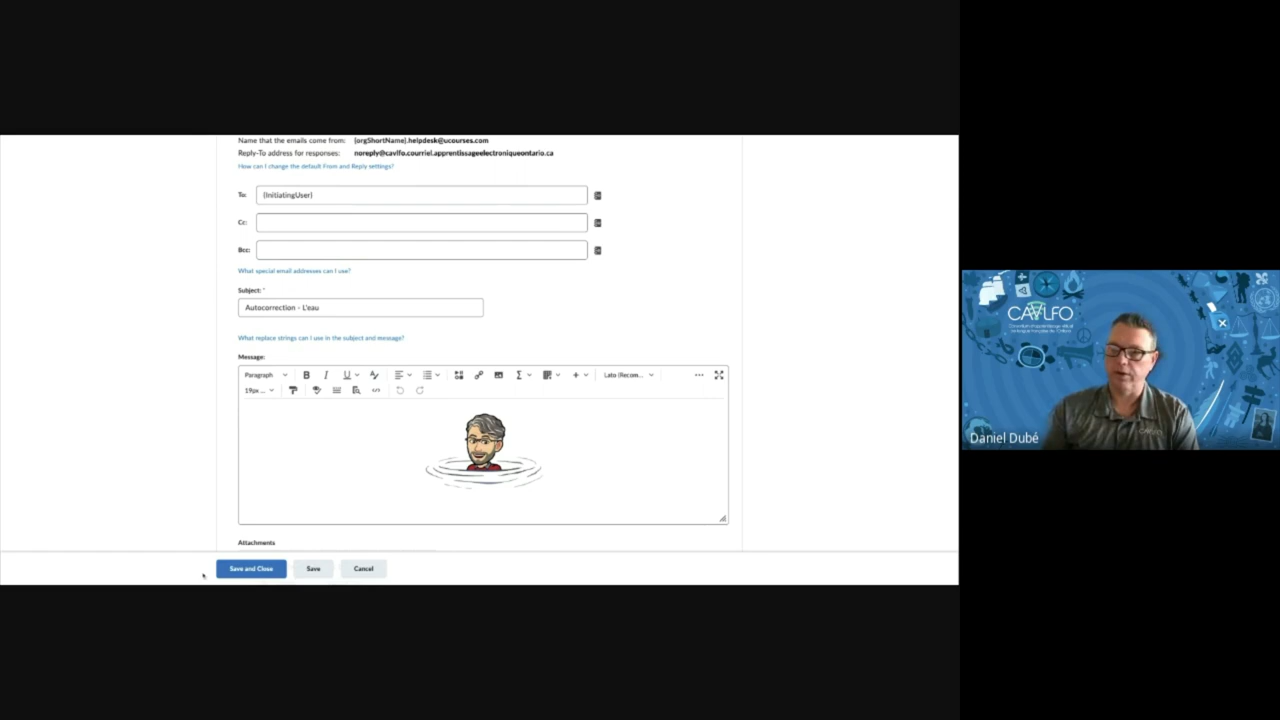 Name that the emails come from: {orgShortName}.helpdesk@ucourses.com
Reply-To address for responses: noreply@cavlfo.courriel.apprentissageelectroniqueontario.ca
How can I change the default From and Reply settings?
To: {InitiatingUser}
Cc:
Bcc:
What special email addresses can I use?
Subject: *
Autocorrection - L'eau
What replace strings can I use in the subject and message?
Message:
Paragraph B I U Σ + Lato (Recom... ...
19px ... </>
Attachments
Save and Close Save Cancel
CAVLFO
Daniel Dubé